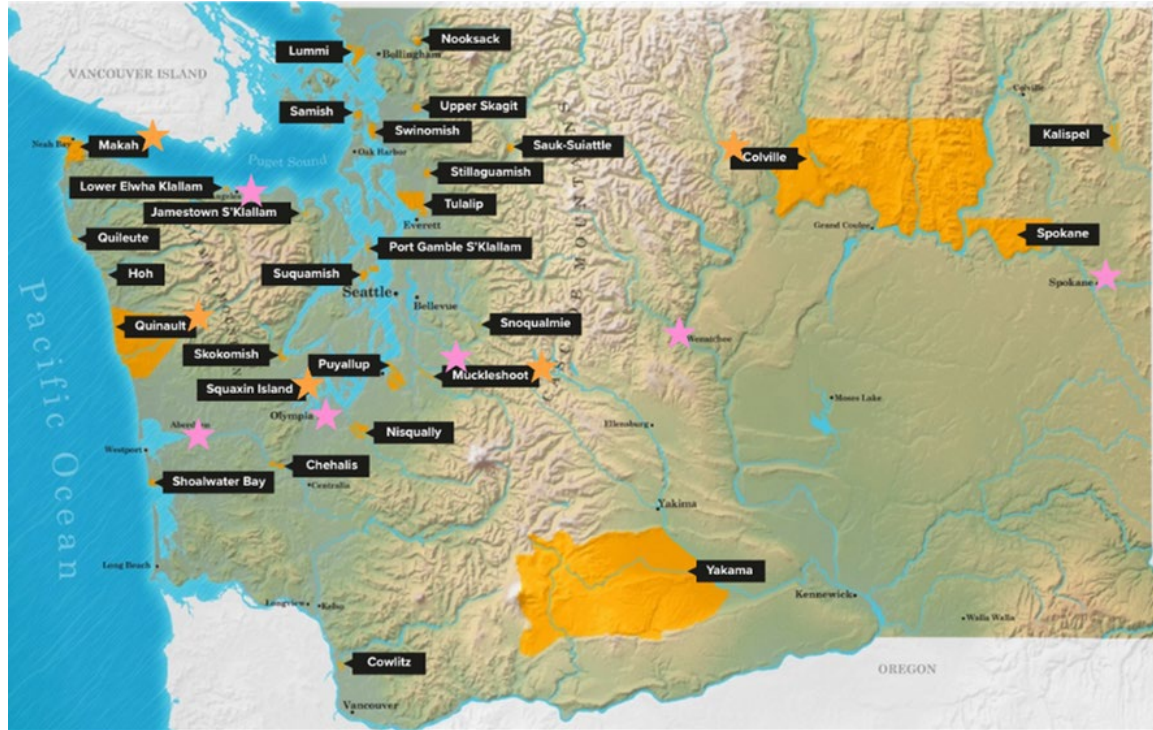 Nooksack
Lummi
Bellingham
VANCOUVER ISLAND
Colville
Upper Skagit
Samish
Swinomish
Kalispel
Neah Bay
Makah
Oak Harbor
Sauk-Suiattle
Puget Sound
Colville
Stillaguamish
Lower Elwha Klallam
Jamestown S'Klallam
Tulalip
Everett
Grand Coulee
Spokane
Quileute
Port Gamble S'Klallam
Hoh
Suquamish
Spokane
Seattle
Bellevue
Pacific Ocean
Quinault
Snoqualmie
Wenatchee
Skokomish
Puyallup
Muckleshoot
CASCADE MOUNTAINS
Squaxin Island
Moses Lake
Olympia
Aberdeen
Ellensburg
Nisqually
Westport
Chehalis
Shoalwater Bay
Centralia
Yakima
Long Beach
Yakama
Kennewick
Longview
Kelso
Walla Walla
Cowlitz
OREGON
Vancouver